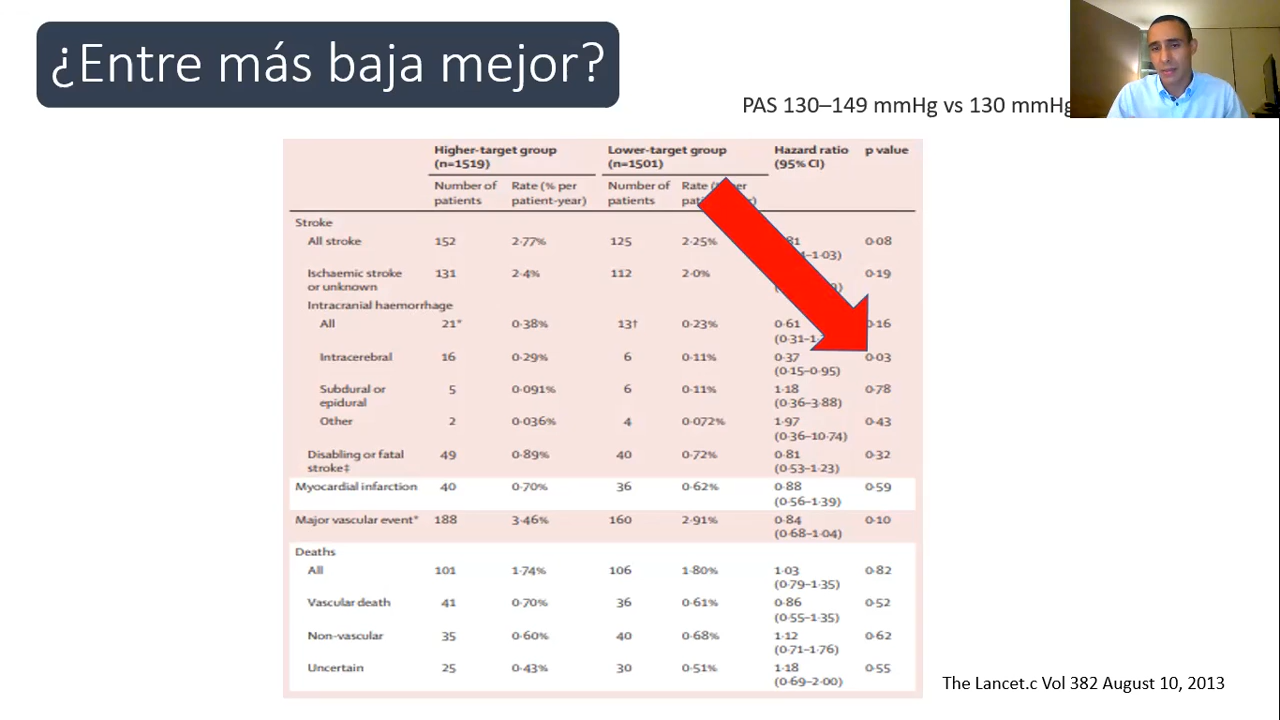 ¿Entre más baja mejor?
PAS 130–149 mmHg vs 130 mmHg
Higher-target group (n=1519) Lower-target group (n=1501) Hazard ratio (95% CI) p value
Number of patients Rate (% per patient-year) Number of patients
Stroke
All stroke 152 2·77% 125 2·25% 0·08
Ischaemic stroke or unknown 131 2·4% 112 2·0% 0·19
Intracranial haemorrhage
All 21* 0·38% 13† 0·23% 0·61
Intracerebral 16 0·29% 6 0·11% 0·37 (0·15–0·95) 0·03
Subdural or epidural 5 0·091% 6 0·11% 1·18 (0·36–3·88) 0·78
Other 2 0·036% 4 0·072% 1·97 (0·36–10·74) 0·43
Disabling or fatal stroke‡ 49 0·89% 40 0·72% 0·81 (0·53–1·23) 0·32
Myocardial infarction 40 0·70% 36 0·62% 0·88 (0·56–1·39) 0·59
Major vascular event* 188 3·46% 160 2·91% 0·84 (0·68–1·04) 0·10
Deaths
All 101 1·74% 106 1·80% 1·03 (0·79–1·35) 0·82
Vascular death 41 0·70% 36 0·61% 0·86 (0·55–1·35) 0·52
Non-vascular 35 0·60% 40 0·68% 1·12 (0·71–1·76) 0·62
Uncertain 25 0·43% 30 0·51% 1·18 (0·69–2·00) 0·55
The Lancet.c Vol 382 August 10, 2013